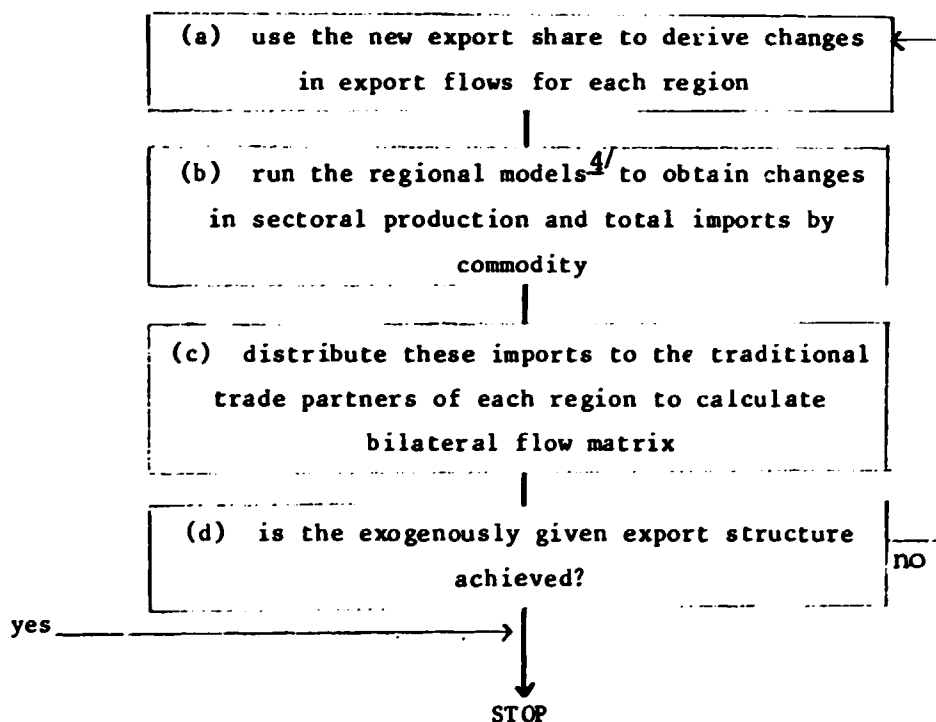 (a) use the new export share to derive changes
in export flows for each region
(b) run the regional models 4/ to obtain changes
in sectoral production and total imports by
commodity
(c) distribute these imports to the traditional
trade partners of each region to calculate
bilateral flow matrix
(d) is the exogenously given export structure
achieved?
no
yes
STOP